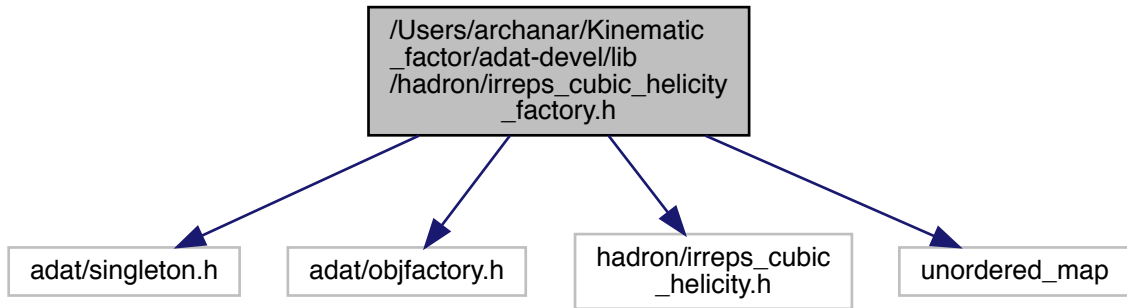 /Users/archanar/Kinematic
_factor/adat-devel/lib
/hadron/irreps_cubic_helicity
_factory.h
adat/singleton.h
adat/objfactory.h
hadron/irreps_cubic
_helicity.h
unordered_map